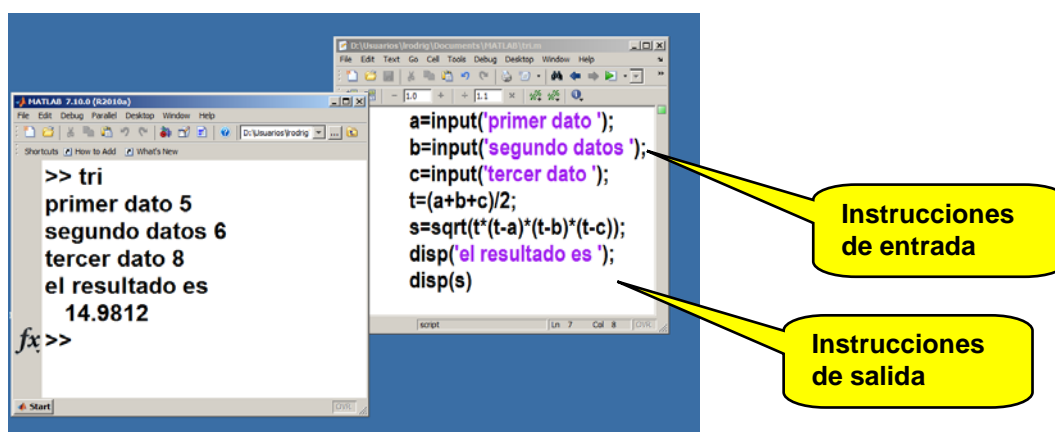 D:\Usuarios\lrodrig\Documents\MATLAB\tri.m
File Edit Text Go Cell Tools Debug Desktop Window Help
1.0 + ÷ 1.1 ×
a=input('primer dato ');
b=input('segundo datos ');
c=input('tercer dato ');
t=(a+b+c)/2;
s=sqrt(t*(t-a)*(t-b)*(t-c));
disp('el resultado es ');
disp(s)
script Ln 7 Col 8 OVR
MATLAB 7.10.0 (R2010a)
File Edit Debug Parallel Desktop Window Help
D:\Usuarios\lrodrig
Shortcuts How to Add What's New
>> tri
primer dato 5
segundo datos 6
tercer dato 8
el resultado es
14.9812
fx >>
Start OVR
Instrucciones
de entrada
Instrucciones
de salida